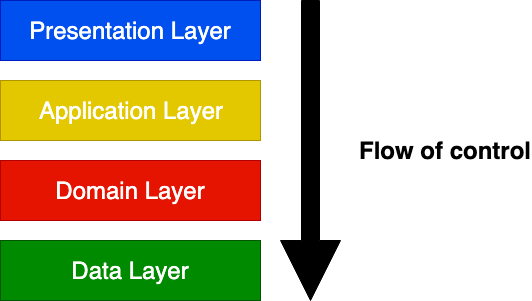 Presentation Layer
Application Layer
Domain Layer
Data Layer
Flow of control